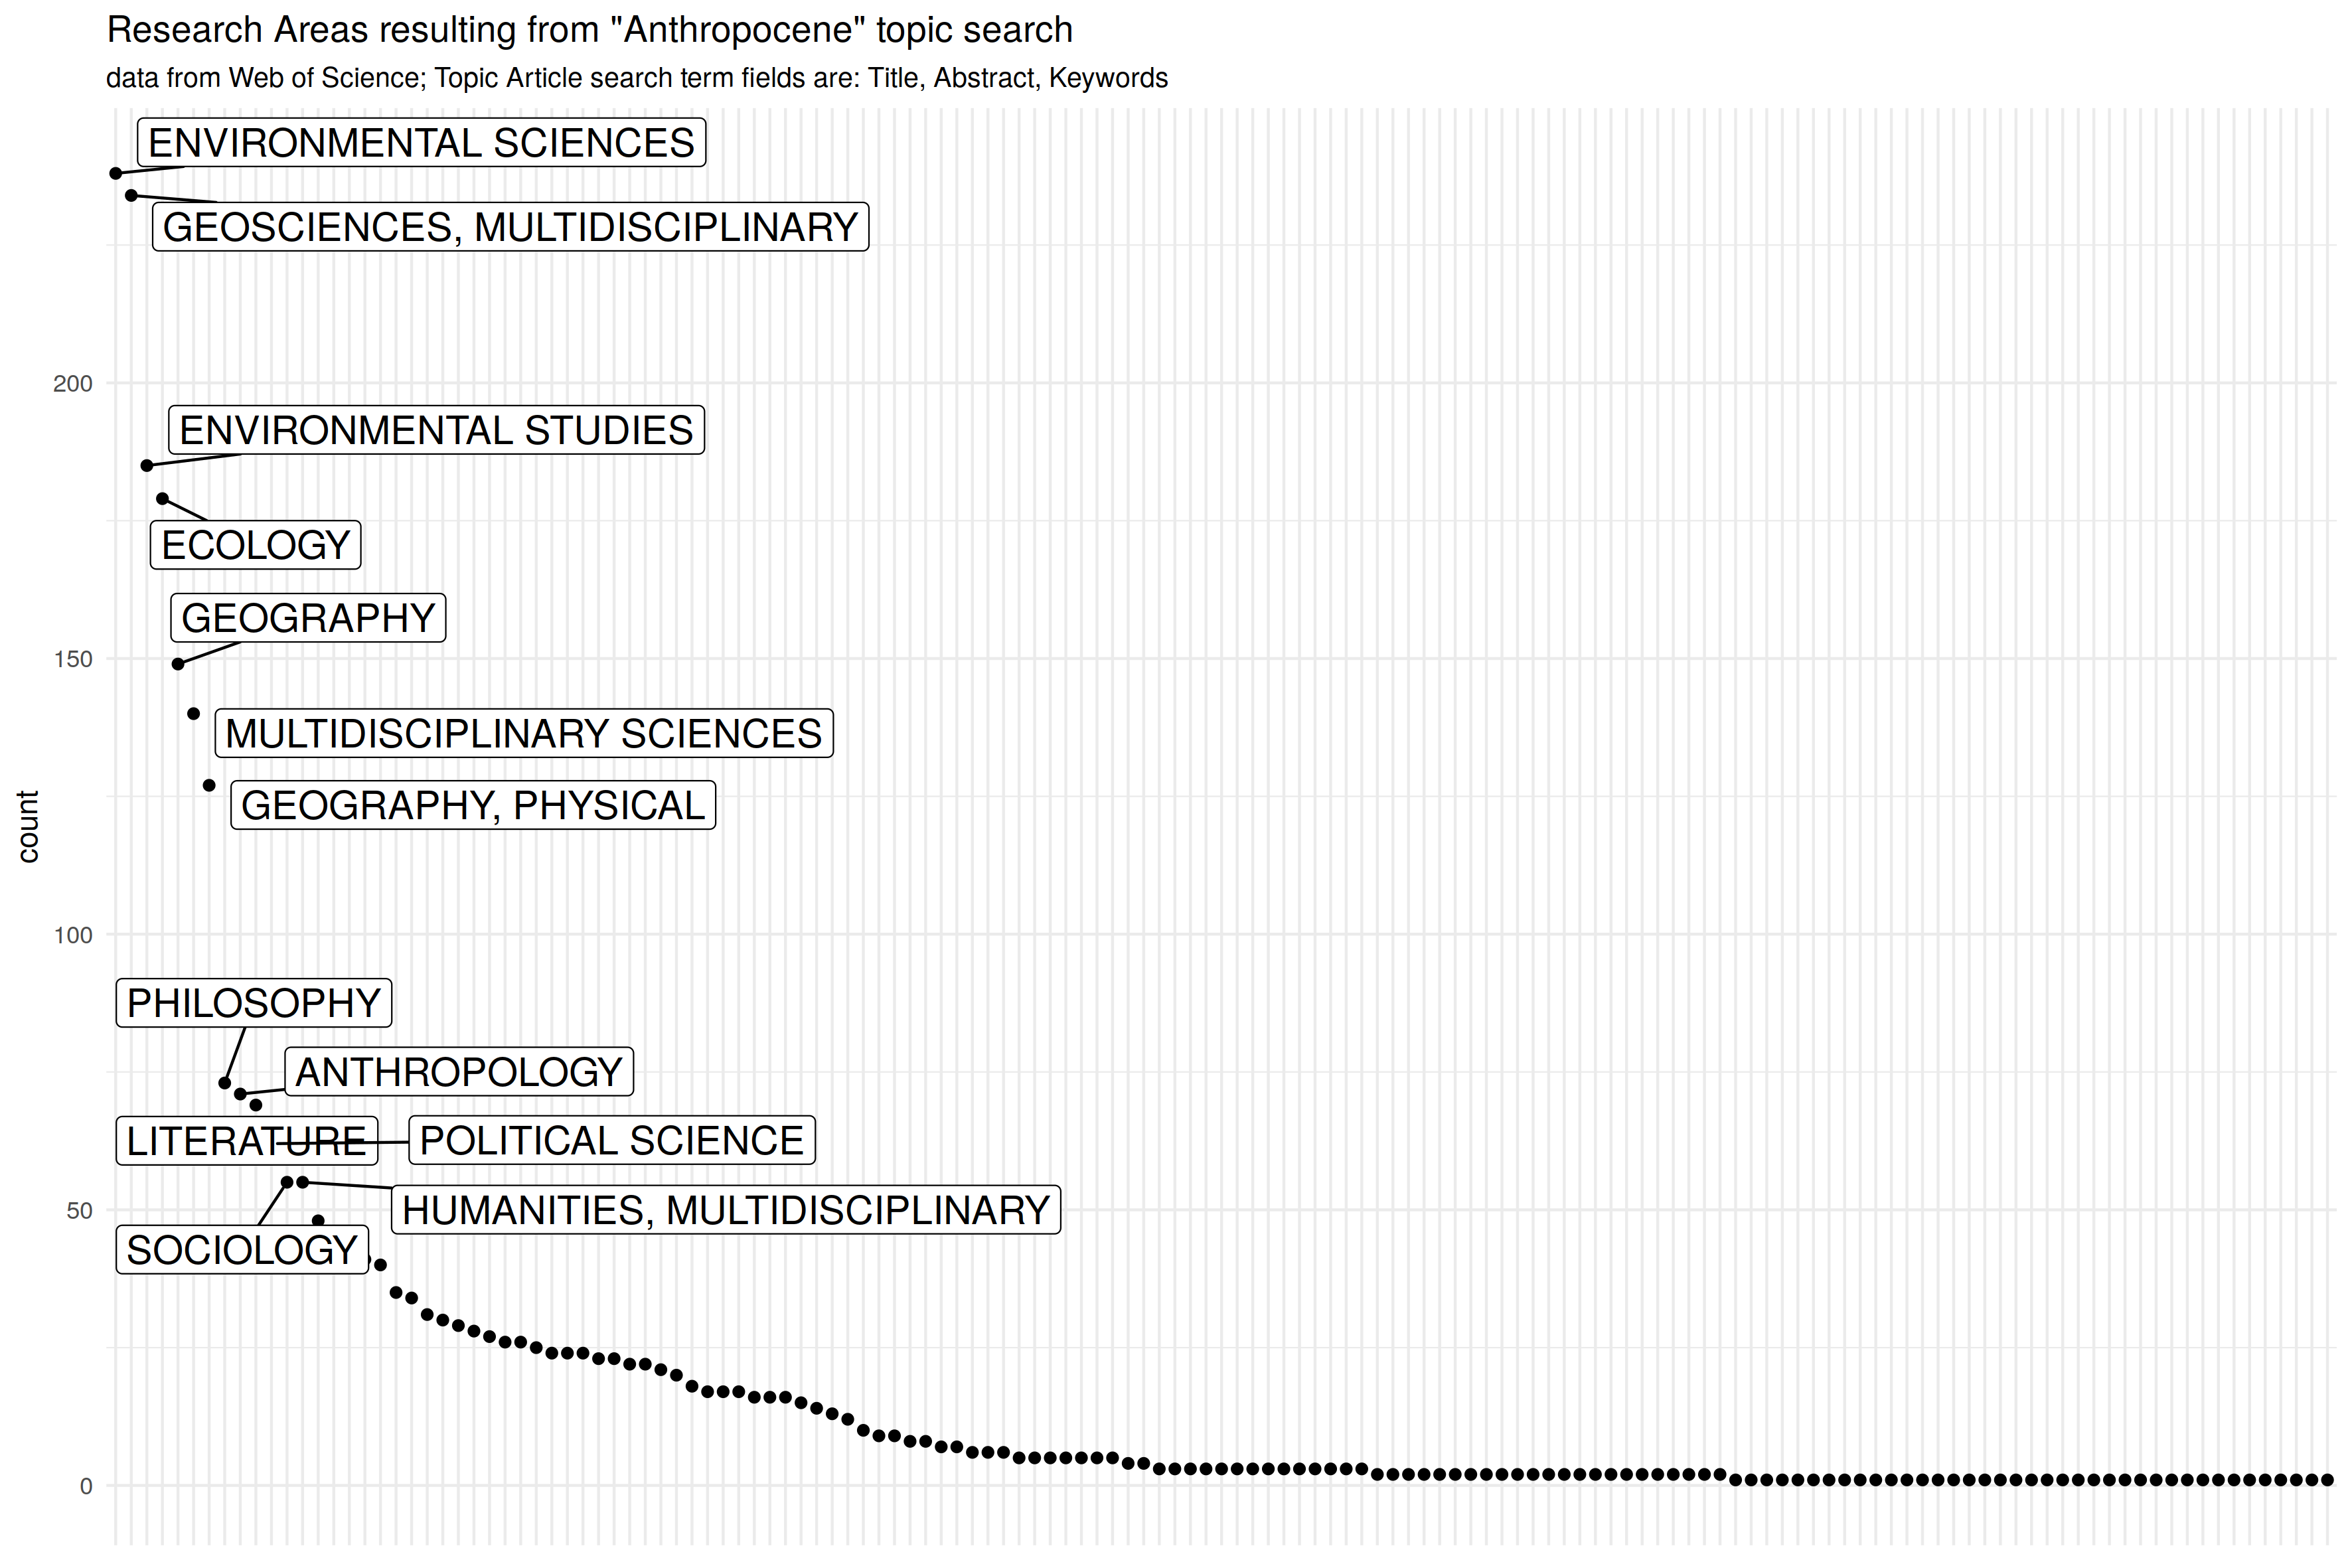 Research Areas resulting from "Anthropocene" topic search
data from Web of Science; Topic Article search term fields are: Title, Abstract, Keywords
ENVIRONMENTAL SCIENCES
GEOSCIENCES, MULTIDISCIPLINARY
200
ENVIRONMENTAL STUDIES
ECOLOGY
GEOGRAPHY
150
MULTIDISCIPLINARY SCIENCES
GEOGRAPHY, PHYSICAL
count
100
PHILOSOPHY
ANTHROPOLOGY
LITERATURE
POLITICAL SCIENCE
50
HUMANITIES, MULTIDISCIPLINARY
SOCIOLOGY
0